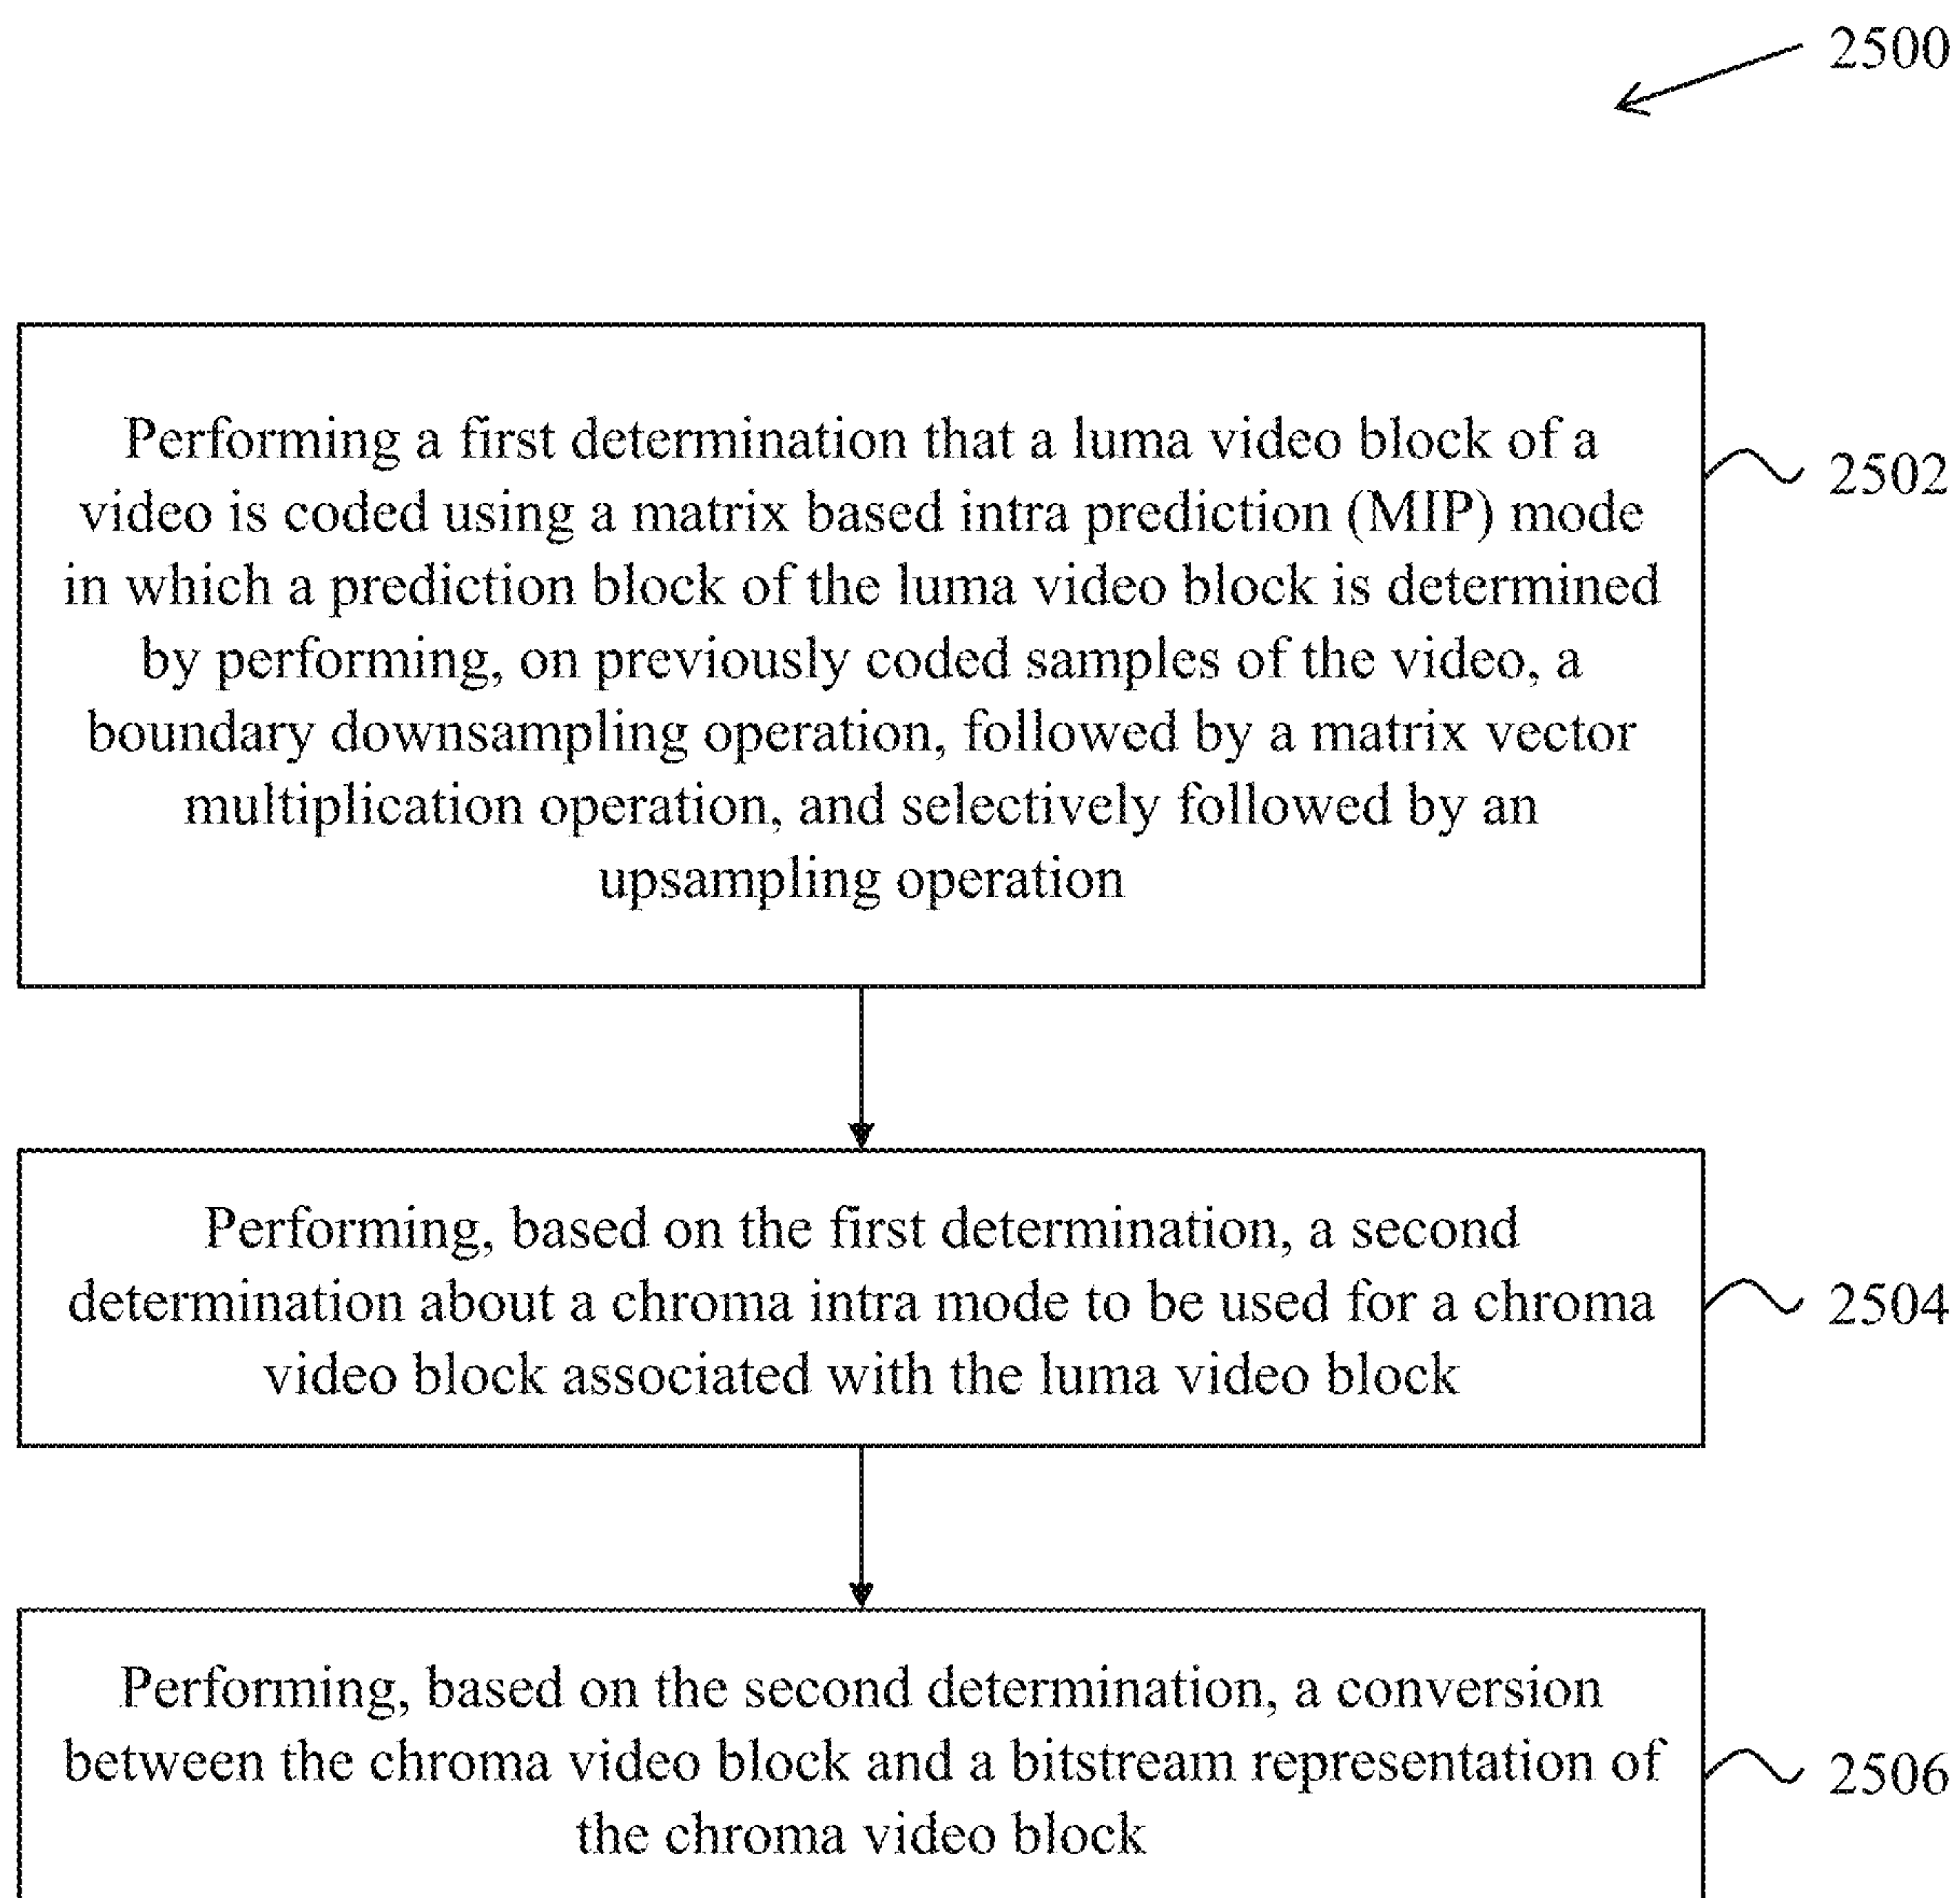 2500
Performing a first determination that a luma video block of a
video is coded using a matrix based intra prediction (MIP) mode
in which a prediction block of the luma video block is determined
by performing, on previously coded samples of the video, a
boundary downsampling operation, followed by a matrix vector
multiplication operation, and selectively followed by an
upsampling operation
2502
Performing, based on the first determination, a second
determination about a chroma intra mode to be used for a chroma
video block associated with the luma video block
2504
Performing, based on the second determination, a conversion
between the chroma video block and a bitstream representation of
the chroma video block
2506